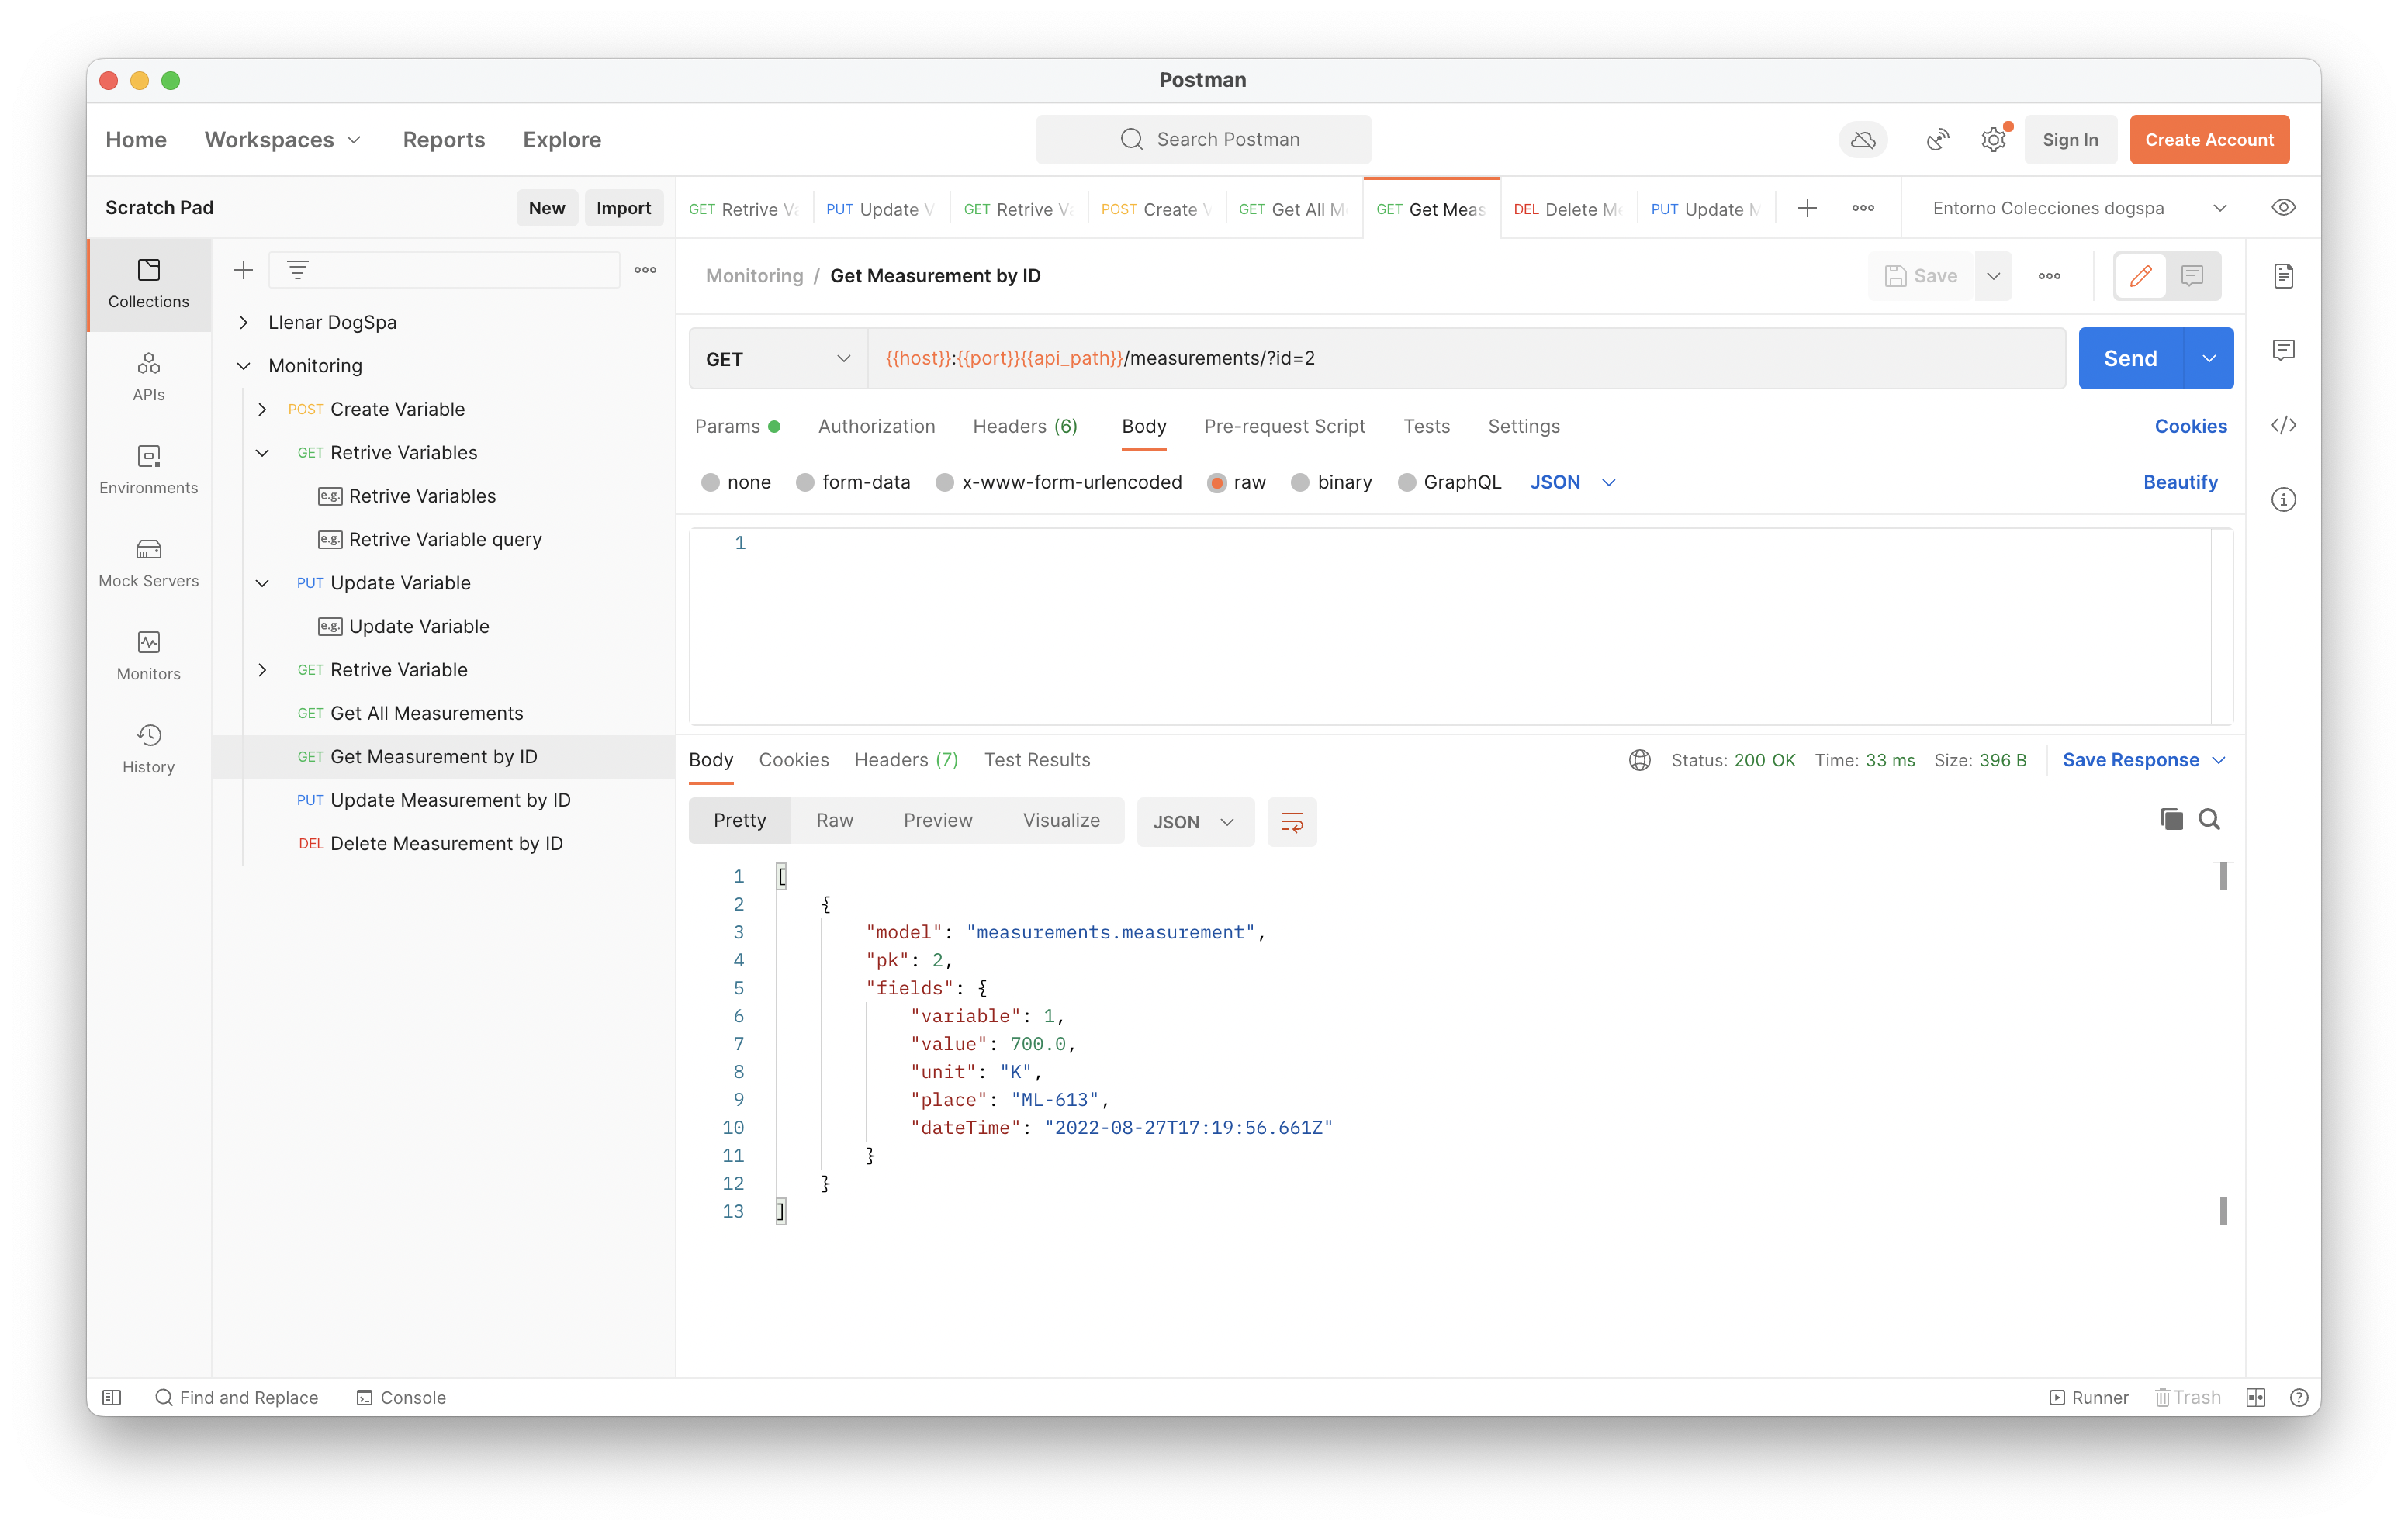 Postman
Home Workspaces Reports Explore Search Postman Sign In Create Account
Scratch Pad New Import
GET Retrive Va PUT Update V GET Retrive Va POST Create V GET Get All M GET Get Meas DEL Delete Me PUT Update M Entorno Colecciones dogspa
Collections
APIs
Environments
Mock Servers
Monitors
History
Llenar DogSpa
Monitoring
POST Create Variable
GET Retrive Variables
e.g. Retrive Variables
e.g. Retrive Variable query
PUT Update Variable
e.g. Update Variable
GET Retrive Variable
GET Get All Measurements
GET Get Measurement by ID
PUT Update Measurement by ID
DEL Delete Measurement by ID
Monitoring / Get Measurement by ID Save
GET {{host}}:{{port}}{{api_path}}/measurements/?id=2 Send
Params Authorization Headers (6) Body Pre-request Script Tests Settings Cookies
none form-data x-www-form-urlencoded raw binary GraphQL JSON Beautify
1
Body Cookies Headers (7) Test Results Status: 200 OK Time: 33 ms Size: 396 B Save Response
Pretty Raw Preview Visualize JSON
1 [
2 {
3 "model": "measurements.measurement",
4 "pk": 2,
5 "fields": {
6 "variable": 1,
7 "value": 700.0,
8 "unit": "K",
9 "place": "ML-613",
10 "dateTime": "2022-08-27T17:19:56.661Z"
11 }
12 }
13 ]
Find and Replace Console Runner Trash